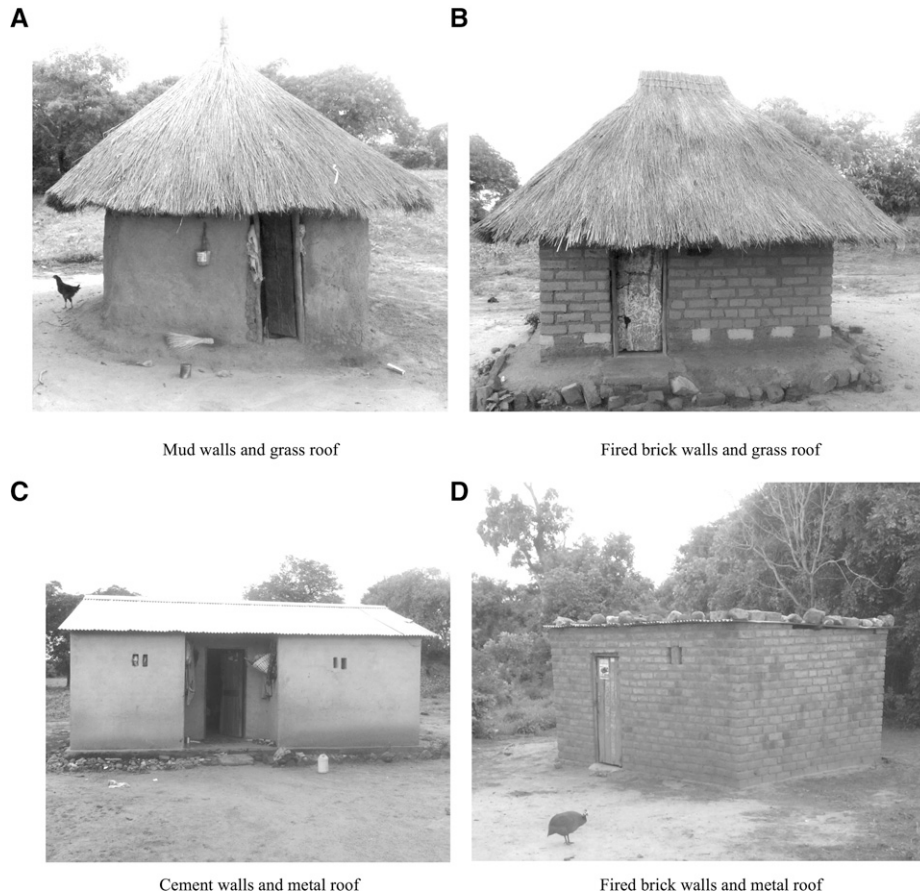 A
B
Mud walls and grass roof
Fired brick walls and grass roof
C
D
Cement walls and metal roof
Fired brick walls and metal roof